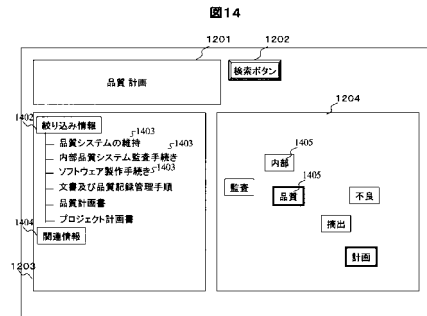 図14
1201
1202
品質 計画
検索ボタン
1204
1402
絞り込み情報
1403
品質システムの維持
1403
内部品質システム監査手続き
ソフトウェア製作手続き
1403
文書及び品質記録管理手順
品質計画書
プロジェクト計画書
1404
関連情報
1203
1405
内部
監査
1405
品質
不良
摘出
計画